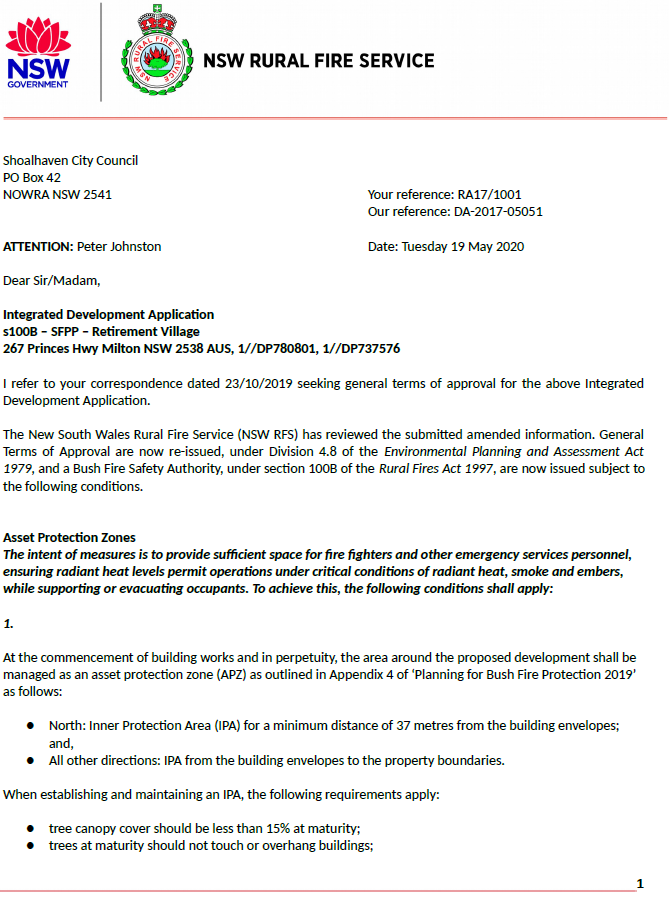 NSW
GOVERNMENT
NSW RURAL FIRE SERVICE
NSW RURAL FIRE SERVICE
Shoalhaven City Council
PO Box 42
NOWRA NSW 2541
Your reference: RA17/1001
Our reference: DA-2017-05051
ATTENTION: Peter Johnston
Date: Tuesday 19 May 2020
Dear Sir/Madam,
Integrated Development Application
s100B – SFPP – Retirement Village
267 Princes Hwy Milton NSW 2538 AUS, 1//DP780801, 1//DP737576
I refer to your correspondence dated 23/10/2019 seeking general terms of approval for the above Integrated
Development Application.
The New South Wales Rural Fire Service (NSW RFS) has reviewed the submitted amended information. General
Terms of Approval are now re-issued, under Division 4.8 of the Environmental Planning and Assessment Act
1979, and a Bush Fire Safety Authority, under section 100B of the Rural Fires Act 1997, are now issued subject to
the following conditions.
Asset Protection Zones
The intent of measures is to provide sufficient space for fire fighters and other emergency services personnel,
ensuring radiant heat levels permit operations under critical conditions of radiant heat, smoke and embers,
while supporting or evacuating occupants. To achieve this, the following conditions shall apply:
1.
At the commencement of building works and in perpetuity, the area around the proposed development shall be
managed as an asset protection zone (APZ) as outlined in Appendix 4 of ‘Planning for Bush Fire Protection 2019’
as follows:
● North: Inner Protection Area (IPA) for a minimum distance of 37 metres from the building envelopes;
and,
● All other directions: IPA from the building envelopes to the property boundaries.
When establishing and maintaining an IPA, the following requirements apply:
● tree canopy cover should be less than 15% at maturity;
● trees at maturity should not touch or overhang buildings;
1